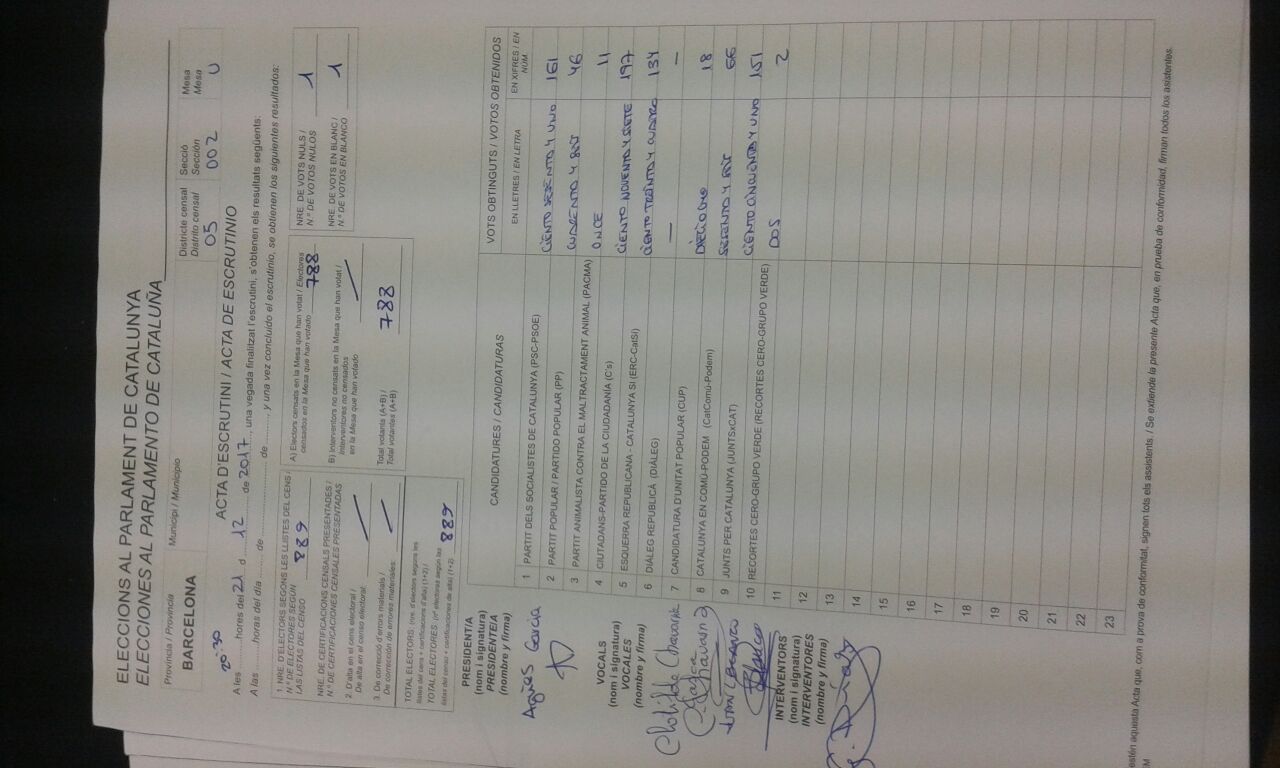 ELECCIONS AL PARLAMENT DE CATALUNYA
ELECCIONES AL PARLAMENTO DE CATALUÑA
Província / Provincia
BARCELONA
Municipi / Municipio
Districte censal
Distrito censal
05
Secció
Sección
002
Mesa
Mesa
U
ACTA D'ESCRUTINI / ACTA DE ESCRUTINIO
A les 20:30 hores del 21 d 12 de 2017, una vegada finalitzat l'escrutini, s'obtenen els resultats següents:
A las ........ horas del día ........ de ........ de ........ y una vez concluido el escrutinio, se obtienen los siguientes resultados:
1. NRE. D'ELECTORS SEGONS LES LLISTES DEL CENS /
N.º DE ELECTORES SEGÚN
LAS LISTAS DEL CENSO
889
NRE. DE CERTIFICACIONS CENSALS PRESENTADES /
N.º DE CERTIFICACIONES CENSALES PRESENTADAS
2. D'alta en el cens electoral /
De alta en el censo electoral:
3. De correcció d'errors materials /
De corrección de errores materiales:
TOTAL ELECTORS: (nre. d'electors segons les
llistes del cens + certificacions d'alta) (1+2) /
TOTAL ELECTORES: (nº electores según las
listas del censo + certificaciones de alta) (1+2)
889
A) Electors censats en la Mesa que han votat / Electores
censados en la Mesa que han votado
788
B) Interventors no censats en la Mesa que han votat /
Interventores no censados
en la Mesa que han votado
Total votants (A+B) /
Total votantes (A+B)
788
NRE. DE VOTS NULS /
N.º DE VOTOS NULOS
1
NRE. DE VOTS EN BLANC /
N.º DE VOTOS EN BLANCO
1
PRESIDENTIA
(nom i signatura)
PRESIDENTEIA
(nombre y firma)
Agnès Garcia
VOCALS
(nom i signatura)
VOCALES
(nombre y firma)
INTERVENTORS
(nom i signatura)
INTERVENTORES
(nombre y firma)
CANDIDATURES / CANDIDATURAS
VOTS OBTINGUTS / VOTOS OBTENIDOS
EN LLETRES / EN LETRA
EN XIFRES / EN NÚM.
1 PARTIT DELS SOCIALISTES DE CATALUNYA (PSC-PSOE) CIENTO SESENTA Y UNO 161
2 PARTIT POPULAR / PARTIDO POPULAR (PP) CUARENTA Y SEIS 46
3 PARTIT ANIMALISTA CONTRA EL MALTRACTAMENT ANIMAL (PACMA) ONCE 11
4 CIUTADANS-PARTIDO DE LA CIUDADANÍA (C's) CIENTO NOVENTA Y SIETE 197
5 ESQUERRA REPUBLICANA - CATALUNYA SI (ERC-CatSI) CIENTO TREINTA Y CUATRO 134
6 DIÀLEG REPUBLICÀ (DIÀLEG) — —
7 CANDIDATURA D'UNITAT POPULAR (CUP) DIECIOCHO 18
8 CATALUNYA EN COMÚ-PODEM (CatComú-Podem) SESENTA Y SEIS 66
9 JUNTS PER CATALUNYA (JUNTSxCAT) CIENTO CINCUENTA Y UNO 151
10 RECORTES CERO-GRUPO VERDE (RECORTES CERO-GRUPO VERDE) DOS 2
11
12
13
14
15
16
17
18
19
20
21
22
23
estén aquesta Acta que, com a prova de conformitat, signen tots els assistents. / Se extiende la presente Acta que, en prueba de conformidad, firman todos los asistentes.